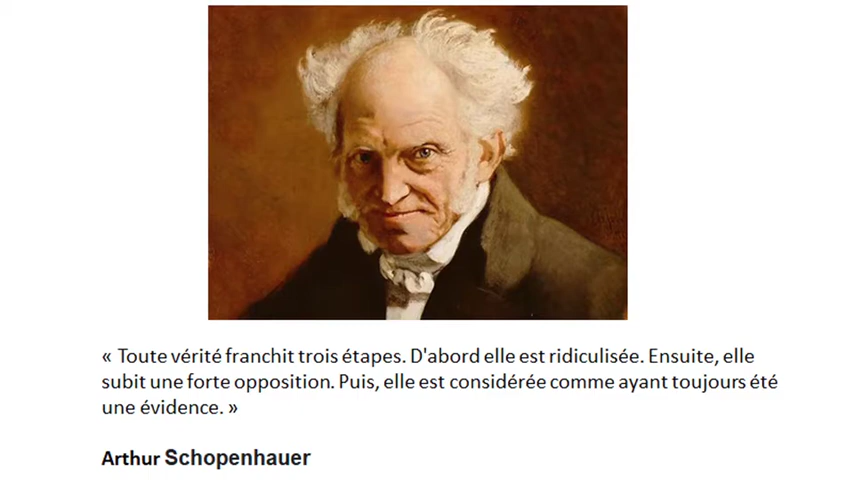 « Toute vérité franchit trois étapes. D'abord elle est ridiculisée. Ensuite, elle
subit une forte opposition. Puis, elle est considérée comme ayant toujours été
une évidence. »
Arthur Schopenhauer